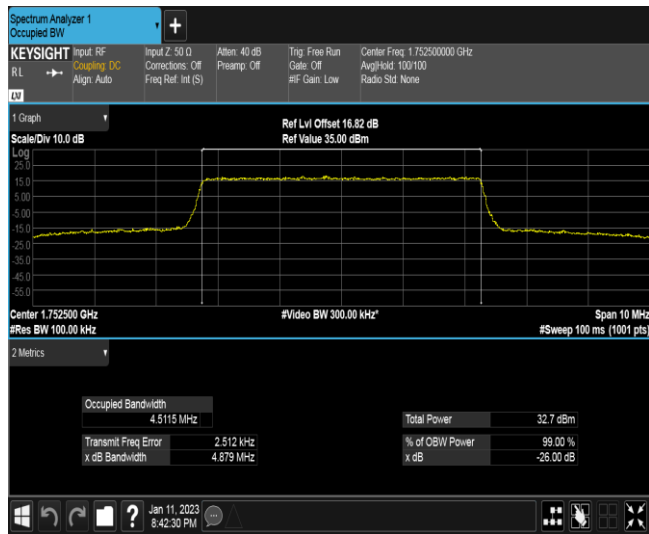 Spectrum Analyzer 1
Occupied BW
+
KEYSIGHT
RL
LXI
Input: RF
Coupling: DC
Align: Auto
Input Z: 50 Ω
Corrections: Off
Freq Ref: Int (S)
Atten: 40 dB
Preamp: Off
Trig: Free Run
Gate: Off
#IF Gain: Low
Center Freq: 1.752500000 GHz
Avg|Hold: 100/100
Radio Std: None
1 Graph
Scale/Div 10.0 dB
Ref Lvl Offset 16.82 dB
Ref Value 35.00 dBm
Log
25.0
15.0
5.00
-5.00
-15.0
-25.0
-35.0
-45.0
-55.0
Center 1.752500 GHz
#Res BW 100.00 kHz
#Video BW 300.00 kHz*
Span 10 MHz
#Sweep 100 ms (1001 pts)
2 Metrics
Occupied Bandwidth
4.5115 MHz
Transmit Freq Error 2.512 kHz
x dB Bandwidth 4.879 MHz
Total Power 32.7 dBm
% of OBW Power 99.00 %
x dB -26.00 dB
?
Jan 11, 2023
8:42:30 PM